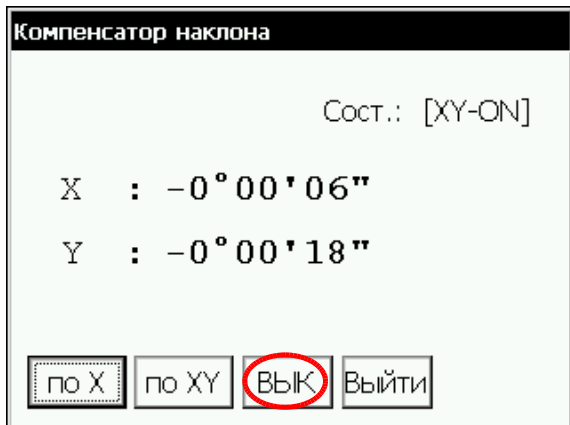 Компенсатор наклона
Сост.: [XY-ON]
X : -0°00'06"
Y : -0°00'18"
по X по XY ВЫК Выйти